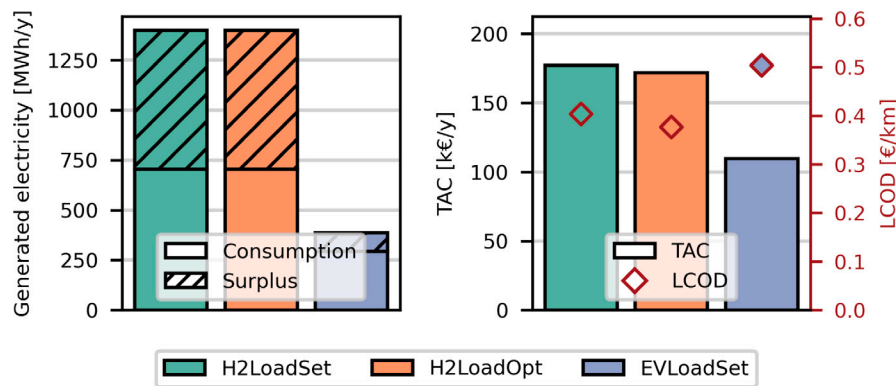 Generated electricity [MWh/y]
1250
1000
750
500
250
0
Consumption
Surplus
TAC [k€/y]
200
150
100
50
0
TAC
LCOD
0.6
0.5
0.4
0.3
0.2
0.1
0.0
LCOD [€/km]
H2LoadSet
H2LoadOpt
EVLoadSet